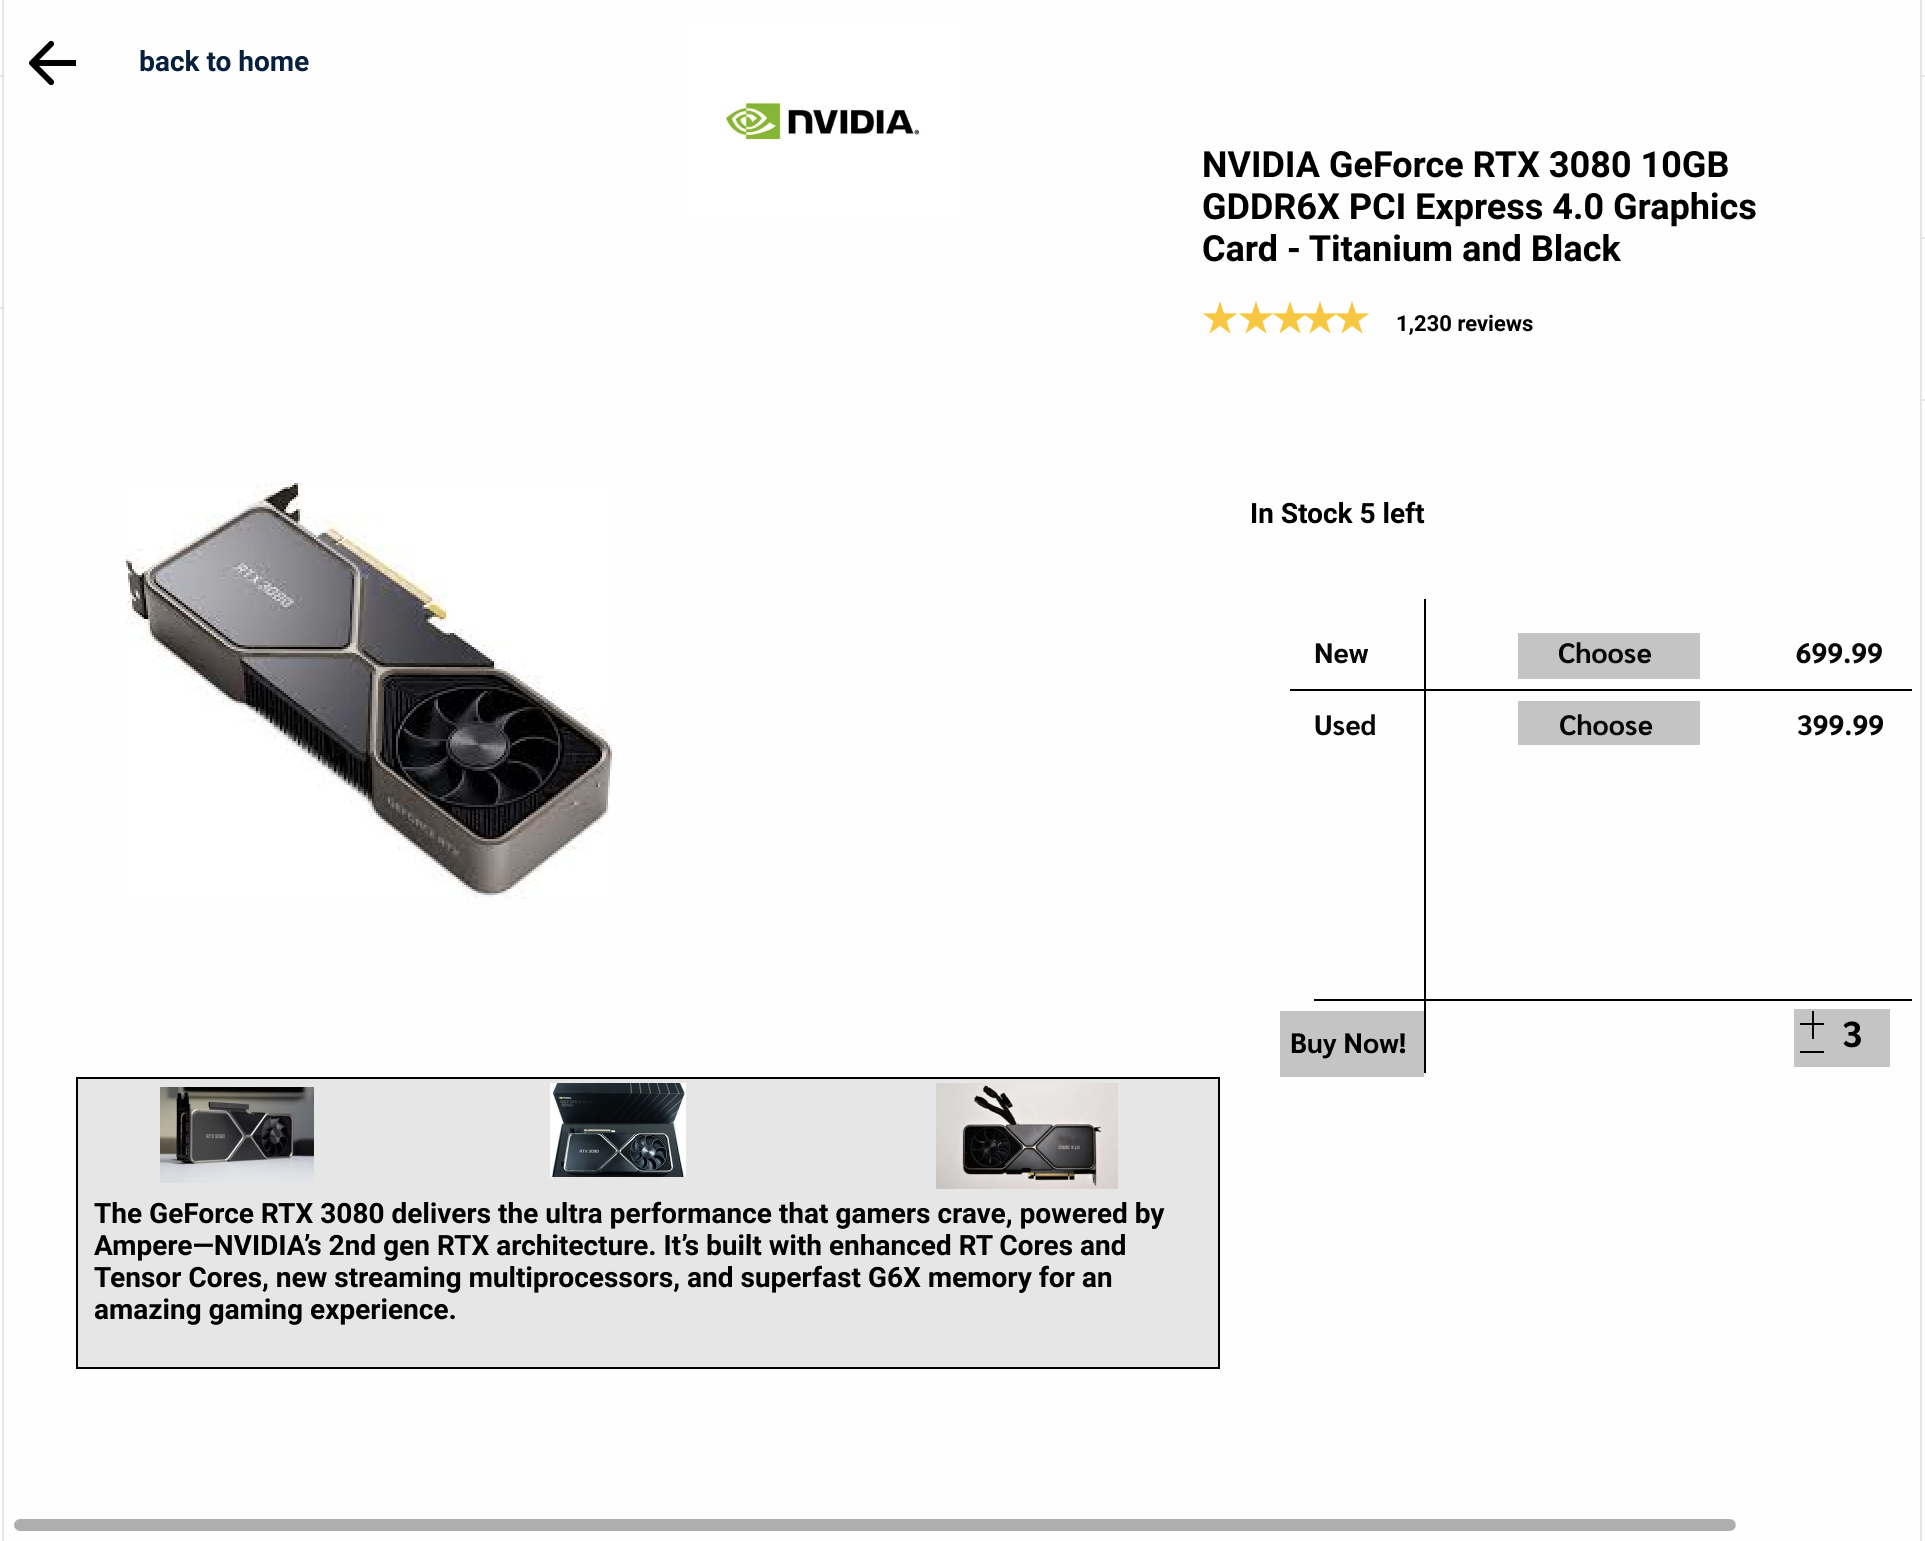 back to home
NVIDIA.
NVIDIA GeForce RTX 3080 10GB
GDDR6X PCI Express 4.0 Graphics
Card - Titanium and Black
1,230 reviews
RTX 3080
GEFORCE RTX
In Stock 5 left
New Choose 699.99
Used Choose 399.99
Buy Now! 3
RTX 3080
RTX 3080
The GeForce RTX 3080 delivers the ultra performance that gamers crave, powered by
Ampere—NVIDIA’s 2nd gen RTX architecture. It’s built with enhanced RT Cores and
Tensor Cores, new streaming multiprocessors, and superfast G6X memory for an
amazing gaming experience.